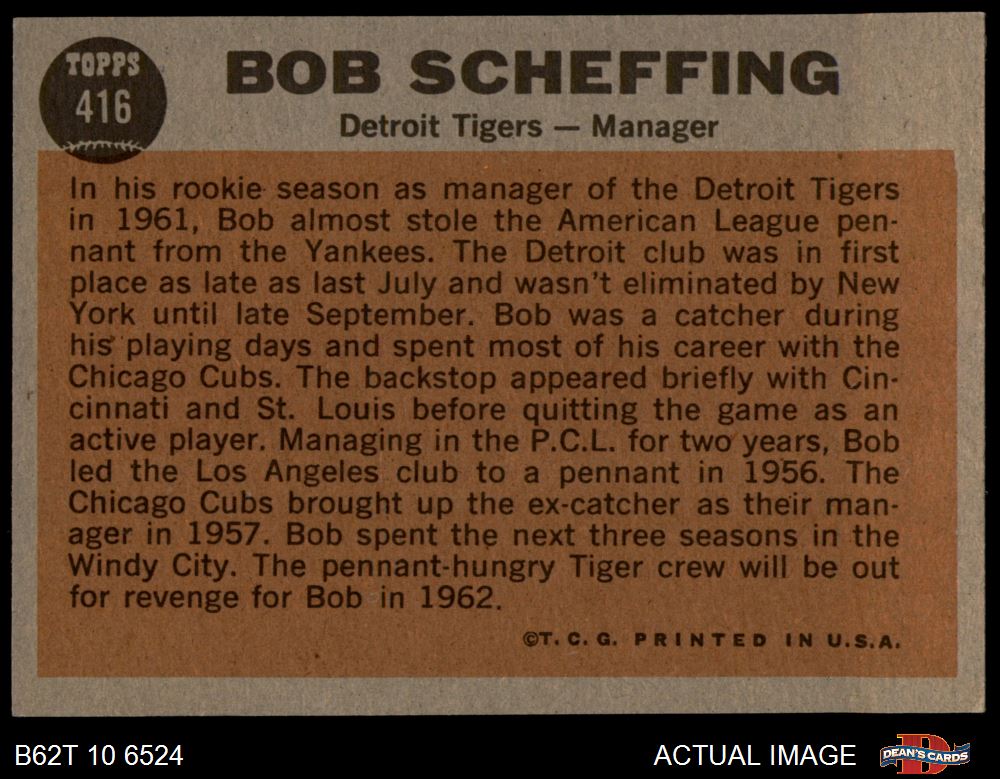 TOPPS
416
BOB SCHEFFING
Detroit Tigers — Manager
In his rookie season as manager of the Detroit Tigers
in 1961, Bob almost stole the American League pen-
nant from the Yankees. The Detroit club was in first
place as late as last July and wasn't eliminated by New
York until late September. Bob was a catcher during
his playing days and spent most of his career with the
Chicago Cubs. The backstop appeared briefly with Cin-
cinnati and St. Louis before quitting the game as an
active player. Managing in the P.C.L. for two years, Bob
led the Los Angeles club to a pennant in 1956. The
Chicago Cubs brought up the ex-catcher as their man-
ager in 1957. Bob spent the next three seasons in the
Windy City. The pennant-hungry Tiger crew will be out
for revenge for Bob in 1962.
©T. C. G. PRINTED IN U.S.A.
B62T 10 6524
ACTUAL IMAGE
D
DEAN'S CARDS